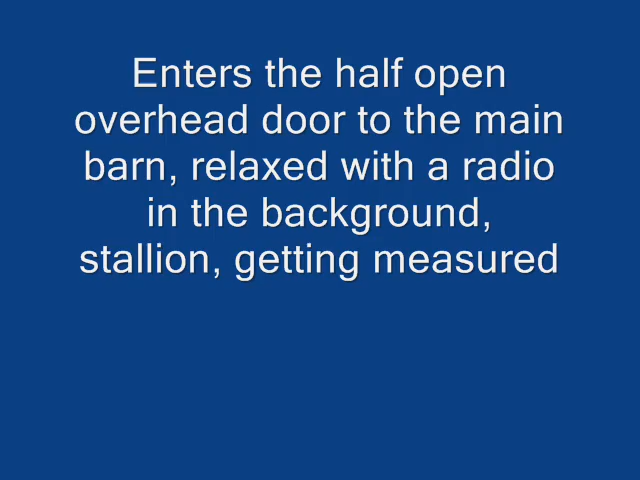 Enters the half open
overhead door to the main
barn, relaxed with a radio
in the background,
stallion, getting measured